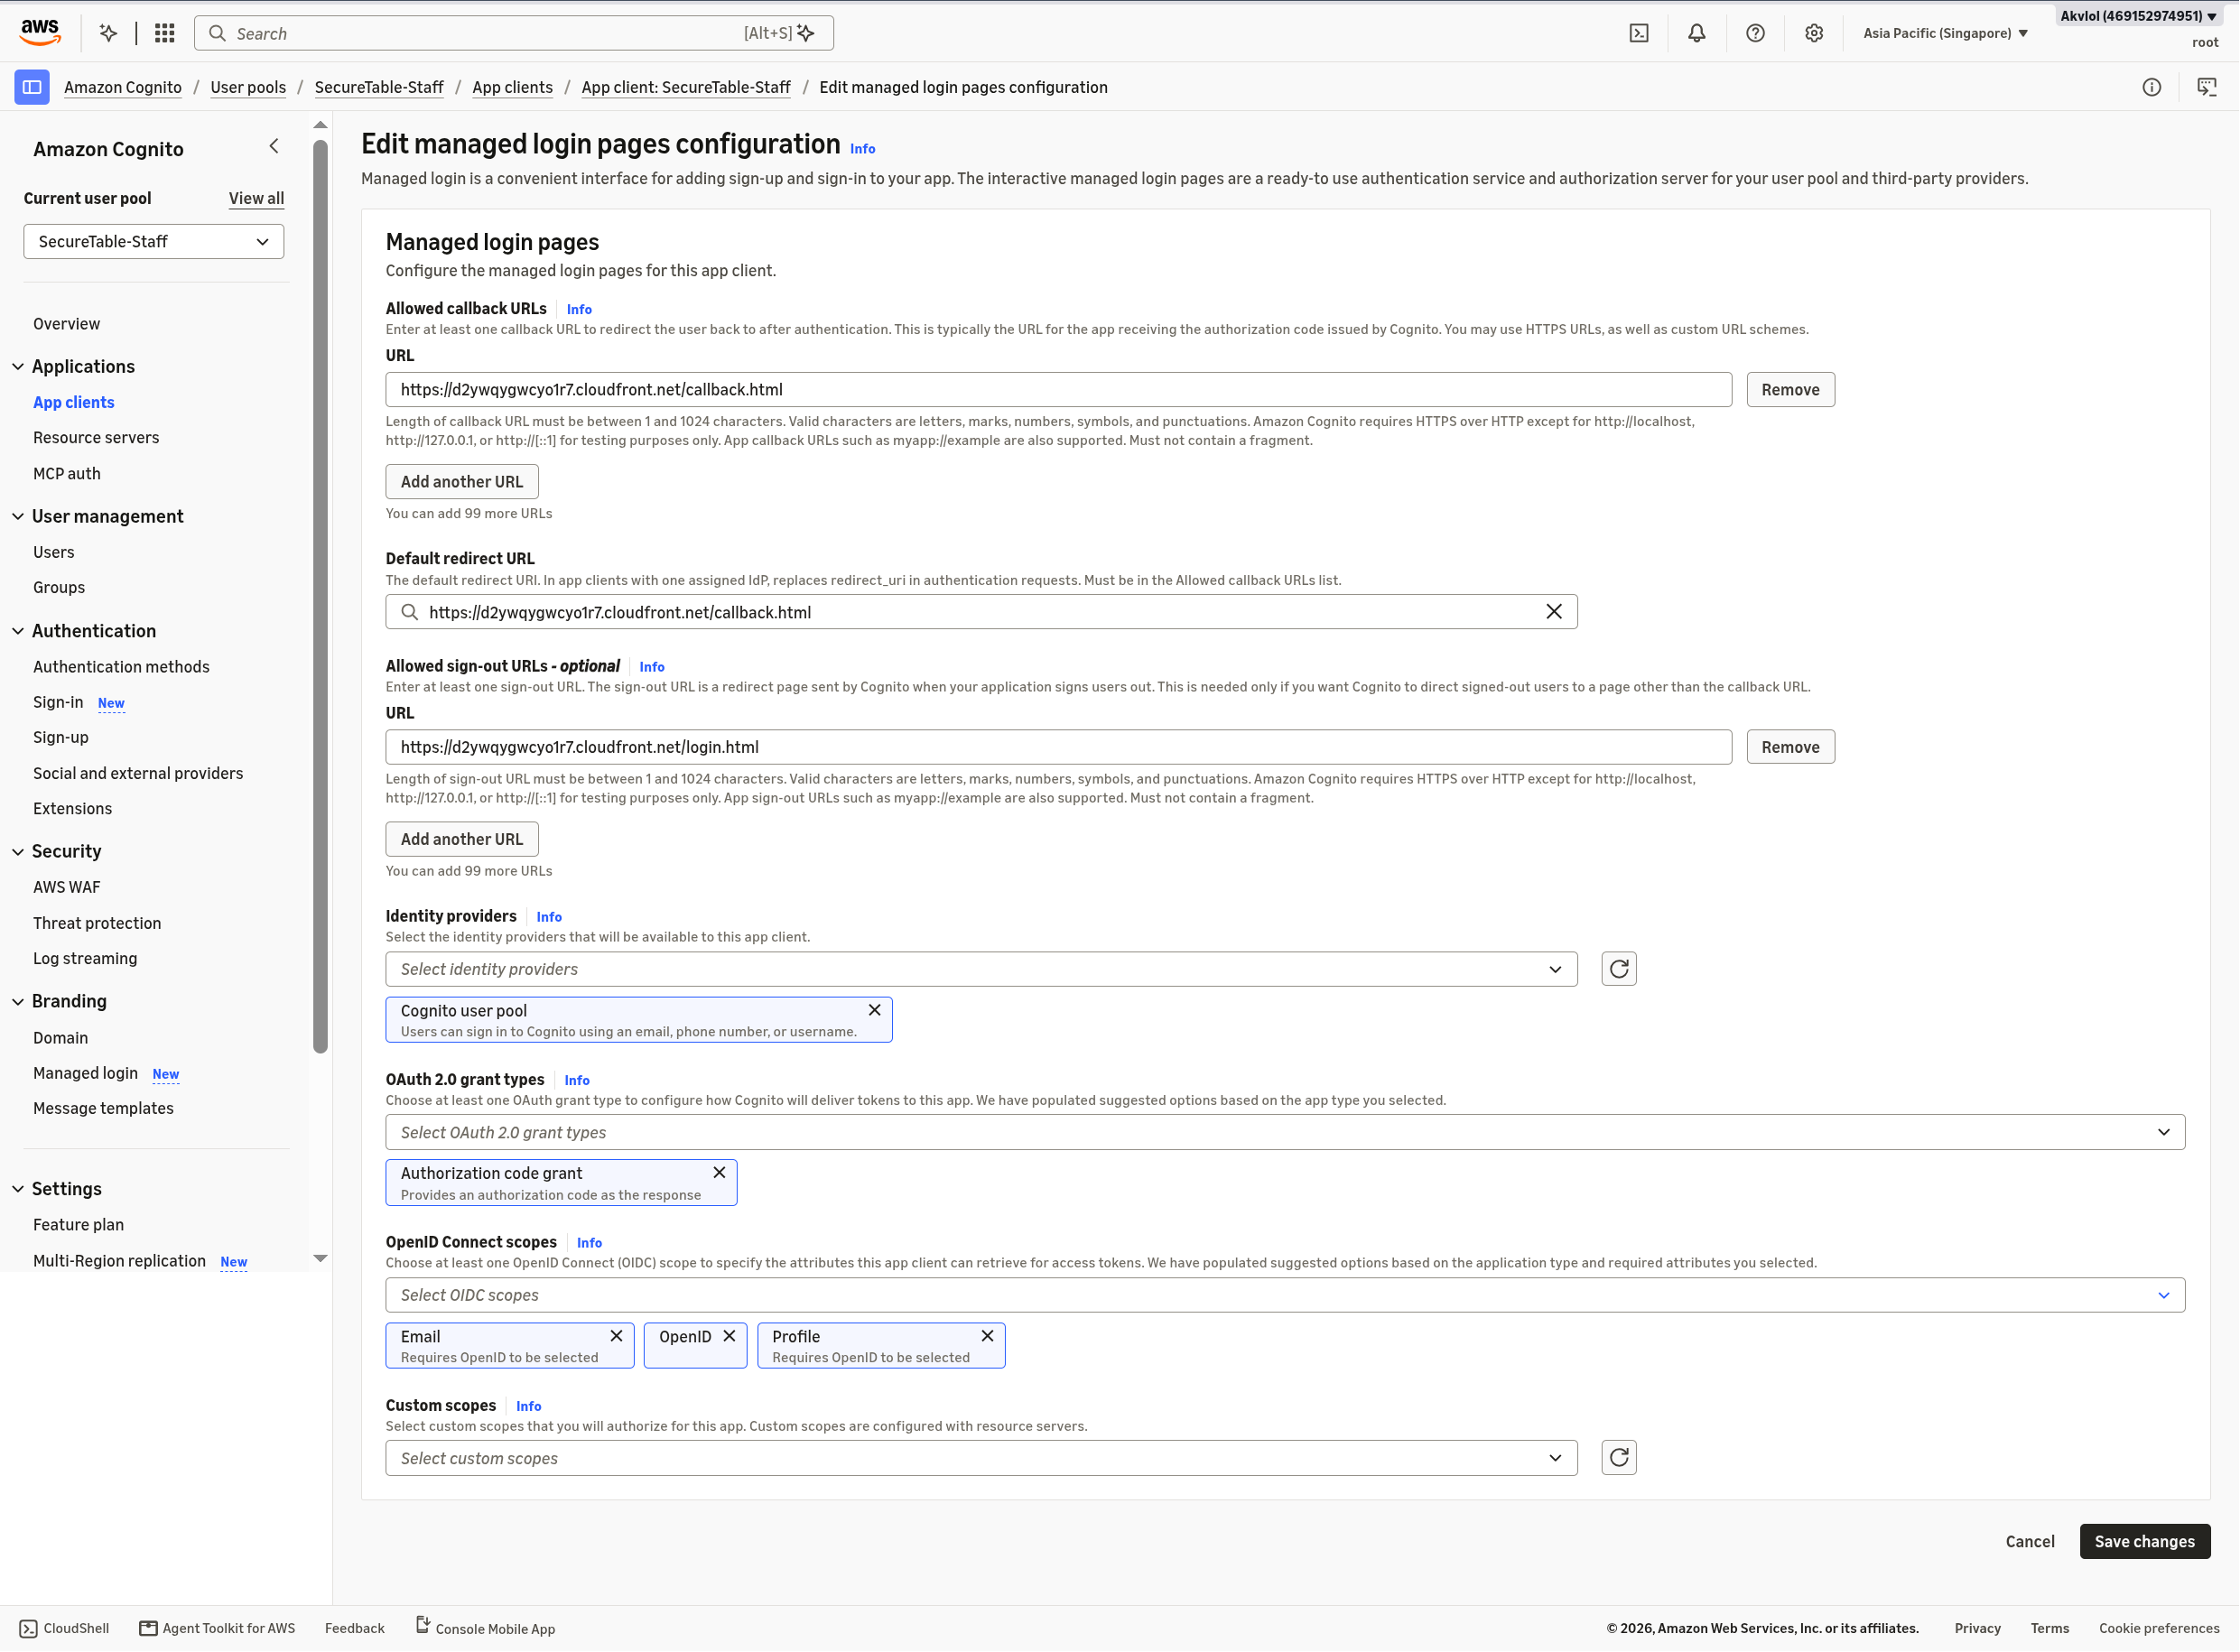 aws
Search
[Alt+S]
Asia Pacific (Singapore)
Akvlol (469152974951)
root
Amazon Cognito / User pools / SecureTable-Staff / App clients / App client: SecureTable-Staff / Edit managed login pages configuration
Amazon Cognito
Current user pool
View all
SecureTable-Staff
Overview
Applications
App clients
Resource servers
MCP auth
User management
Users
Groups
Authentication
Authentication methods
Sign-in New
Sign-up
Social and external providers
Extensions
Security
AWS WAF
Threat protection
Log streaming
Branding
Domain
Managed login New
Message templates
Settings
Feature plan
Multi-Region replication New
Edit managed login pages configuration Info
Managed login is a convenient interface for adding sign-up and sign-in to your app. The interactive managed login pages are a ready-to use authentication service and authorization server for your user pool and third-party providers.
Managed login pages
Configure the managed login pages for this app client.
Allowed callback URLs Info
Enter at least one callback URL to redirect the user back to after authentication. This is typically the URL for the app receiving the authorization code issued by Cognito. You may use HTTPS URLs, as well as custom URL schemes.
URL
https://d2ywqygwcyo1r7.cloudfront.net/callback.html
Remove
Length of callback URL must be between 1 and 1024 characters. Valid characters are letters, marks, numbers, symbols, and punctuations. Amazon Cognito requires HTTPS over HTTP except for http://localhost,
http://127.0.0.1, or http://[::1] for testing purposes only. App callback URLs such as myapp://example are also supported. Must not contain a fragment.
Add another URL
You can add 99 more URLs
Default redirect URL
The default redirect URI. In app clients with one assigned IdP, replaces redirect_uri in authentication requests. Must be in the Allowed callback URLs list.
https://d2ywqygwcyo1r7.cloudfront.net/callback.html
Allowed sign-out URLs - optional Info
Enter at least one sign-out URL. The sign-out URL is a redirect page sent by Cognito when your application signs users out. This is needed only if you want Cognito to direct signed-out users to a page other than the callback URL.
URL
https://d2ywqygwcyo1r7.cloudfront.net/login.html
Remove
Length of sign-out URL must be between 1 and 1024 characters. Valid characters are letters, marks, numbers, symbols, and punctuations. Amazon Cognito requires HTTPS over HTTP except for http://localhost,
http://127.0.0.1, or http://[::1] for testing purposes only. App sign-out URLs such as myapp://example are also supported. Must not contain a fragment.
Add another URL
You can add 99 more URLs
Identity providers Info
Select the identity providers that will be available to this app client.
Select identity providers
Cognito user pool
Users can sign in to Cognito using an email, phone number, or username.
OAuth 2.0 grant types Info
Choose at least one OAuth grant type to configure how Cognito will deliver tokens to this app. We have populated suggested options based on the app type you selected.
Select OAuth 2.0 grant types
Authorization code grant
Provides an authorization code as the response
OpenID Connect scopes Info
Choose at least one OpenID Connect (OIDC) scope to specify the attributes this app client can retrieve for access tokens. We have populated suggested options based on the application type and required attributes you selected.
Select OIDC scopes
Email
Requires OpenID to be selected
OpenID
Profile
Requires OpenID to be selected
Custom scopes Info
Select custom scopes that you will authorize for this app. Custom scopes are configured with resource servers.
Select custom scopes
Cancel
Save changes
CloudShell
Agent Toolkit for AWS
Feedback
Console Mobile App
© 2026, Amazon Web Services, Inc. or its affiliates.
Privacy
Terms
Cookie preferences